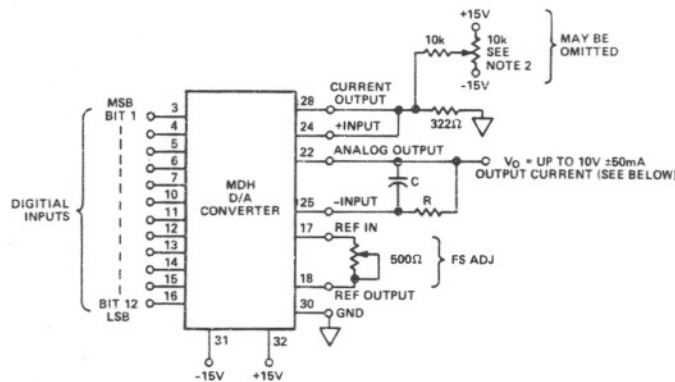 +15V
10k
10k
SEE
NOTE 2
-15V
MAY BE
OMITTED
CURRENT
OUTPUT
28
322Ω
24
+INPUT
22
ANALOG OUTPUT
V_O = UP TO 10V ±50mA
OUTPUT CURRENT (SEE BELOW)
C
R
25
–INPUT
17
REF IN
500Ω
FS ADJ
18
REF OUTPUT
30
GND
MSB
BIT 1
3
4
5
6
7
10
11
12
13
14
15
16
BIT 12
LSB
DIGITIAL
INPUTS
MDH
D/A
CONVERTER
31
32
-15V
+15V